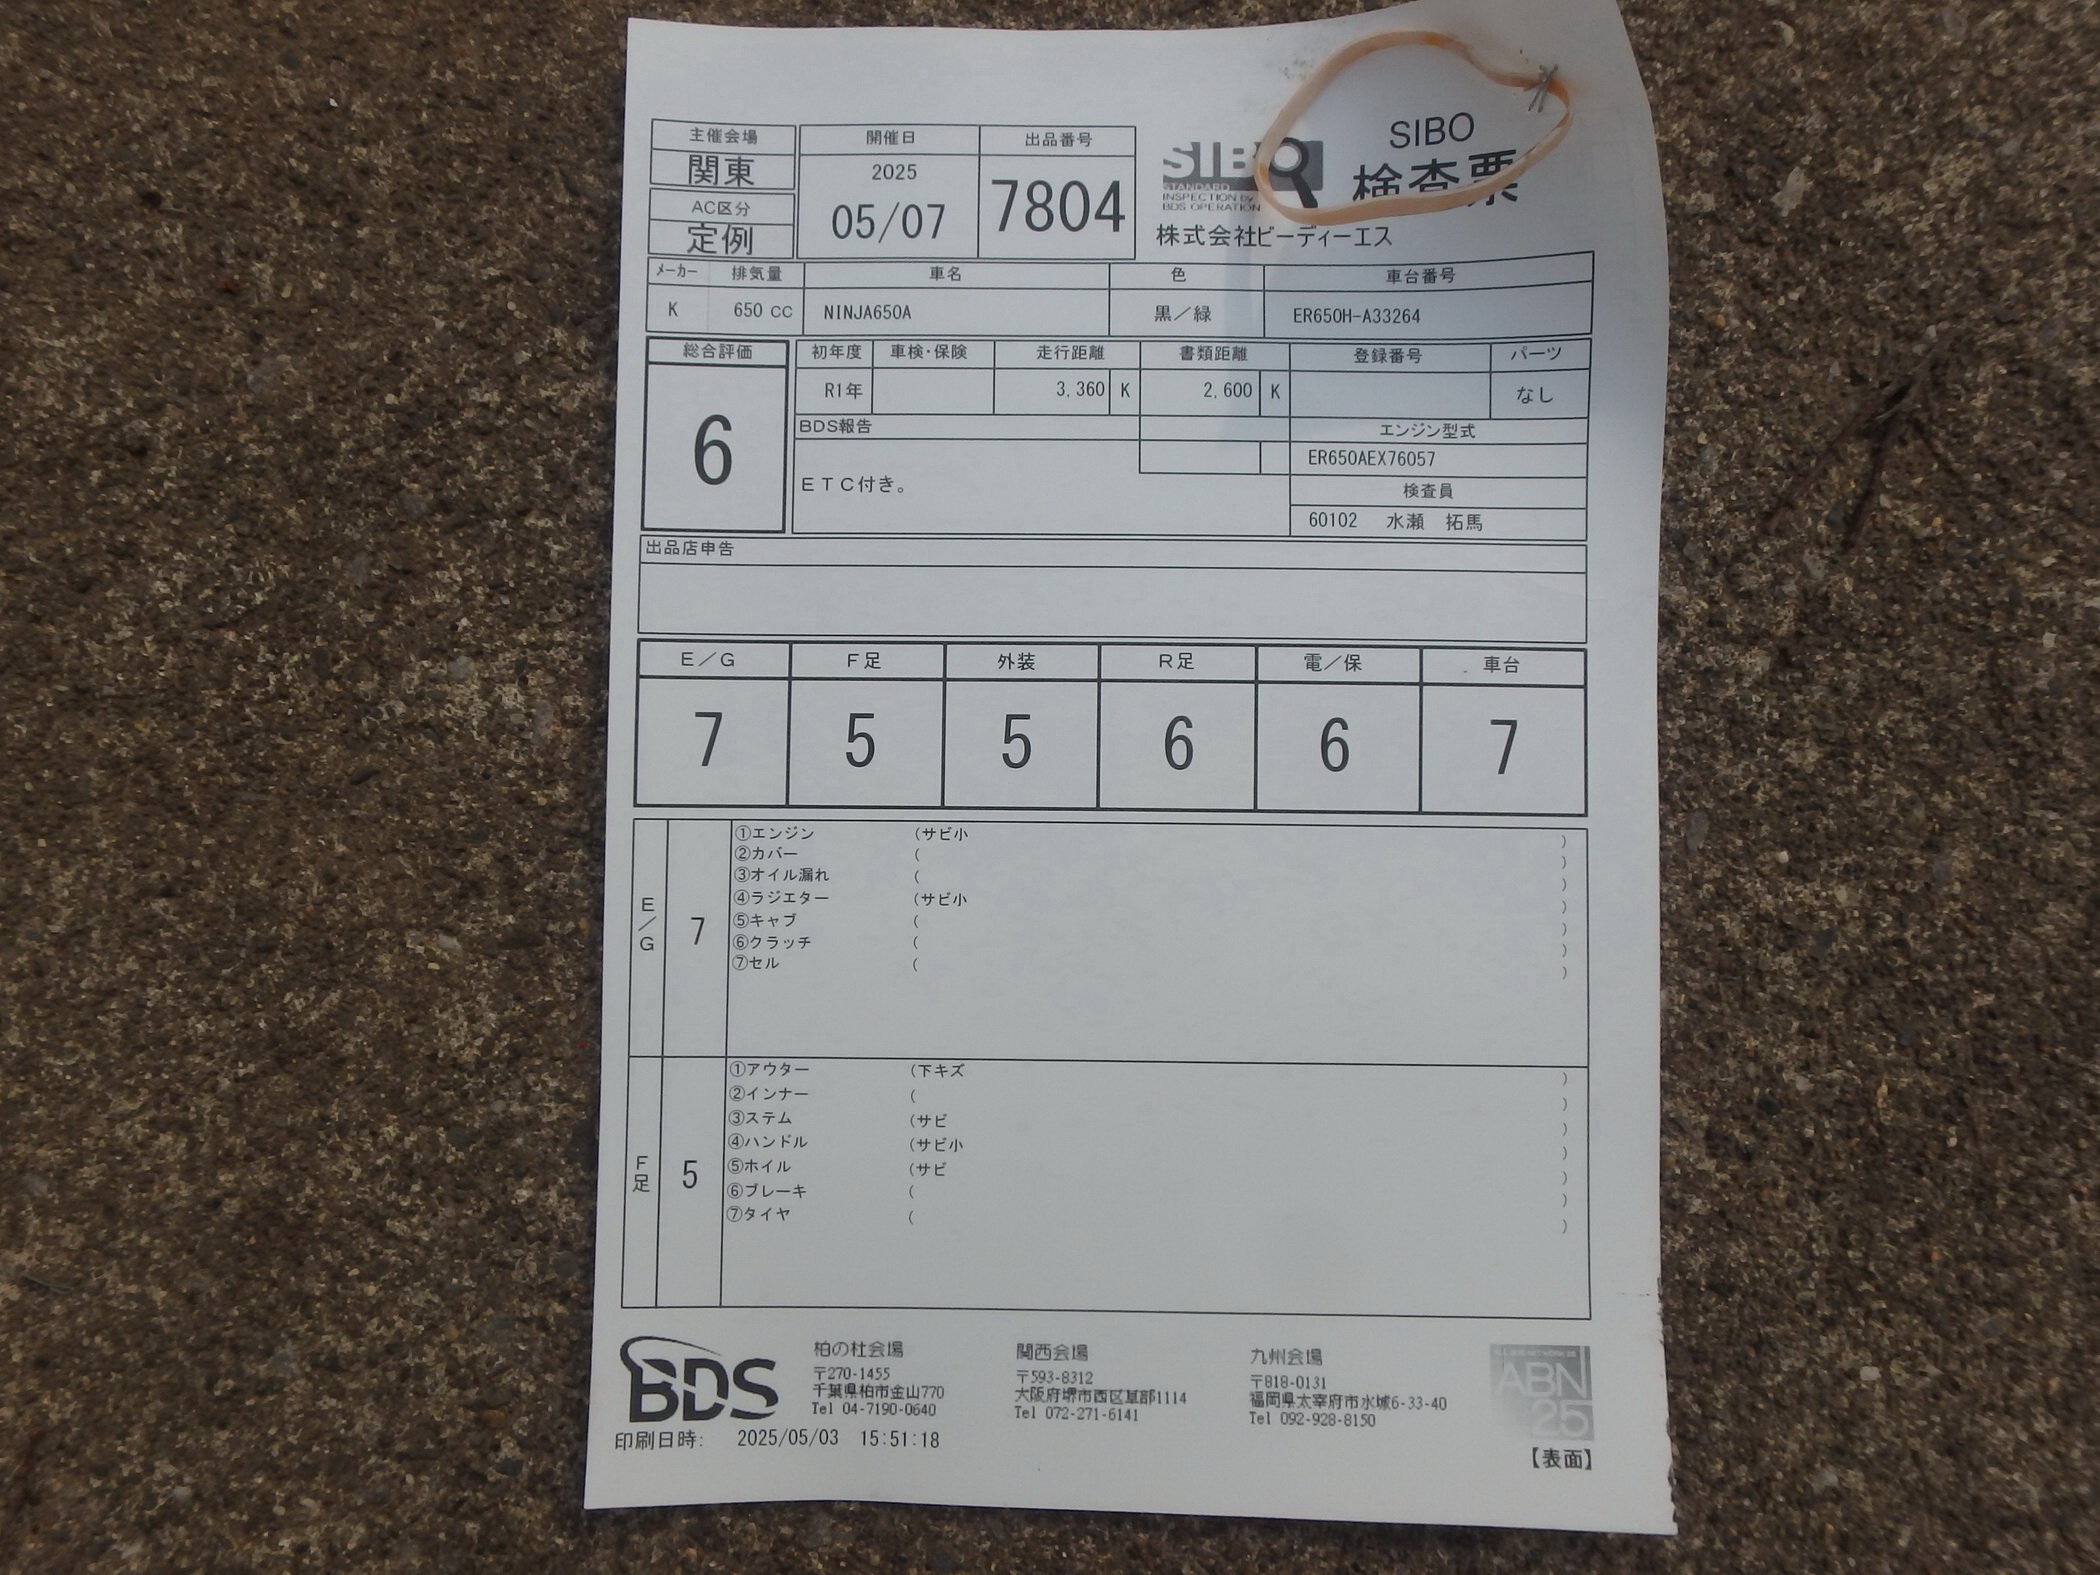 主催会場
開催日
出品番号
関東
2025
05/07
7804
AC区分
定例
SIBO
STANDARD
INSPECTION by
BDS OPERATION
SIBO
検査票
株式会社ビーディーエス
メーカー 排気量 車名 色 車台番号
K 650 CC NINJA650A 黒／緑 ER650H-A33264
総合評価 初年度 車検・保険 走行距離 書類距離 登録番号 パーツ
6
R1年 3,360 K 2,600 K なし
BDS報告 エンジン型式
ER650AEX76057
ＥＴＣ付き。
検査員
60102 水瀬 拓馬
出品店申告
Ｅ／Ｇ Ｆ足 外装 Ｒ足 電／保 車台
7 5 5 6 6 7
Ｅ／Ｇ
7
①エンジン (サビ小 )
②カバー ( )
③オイル漏れ ( )
④ラジエター (サビ小 )
⑤キャブ ( )
⑥クラッチ ( )
⑦セル ( )
Ｆ足
5
①アウター (下キズ )
②インナー ( )
③ステム (サビ )
④ハンドル (サビ小 )
⑤ホイル (サビ )
⑥ブレーキ ( )
⑦タイヤ ( )
BDS
柏の杜会場
〒270-1455
千葉県柏市金山770
Tel 04-7190-0640
関西会場
〒593-8312
大阪府堺市西区草部1114
Tel 072-271-6141
九州会場
〒818-0131
福岡県太宰府市水城6-33-40
Tel 092-928-8150
ABN
25
印刷日時: 2025/05/03 15:51:18
【表面】